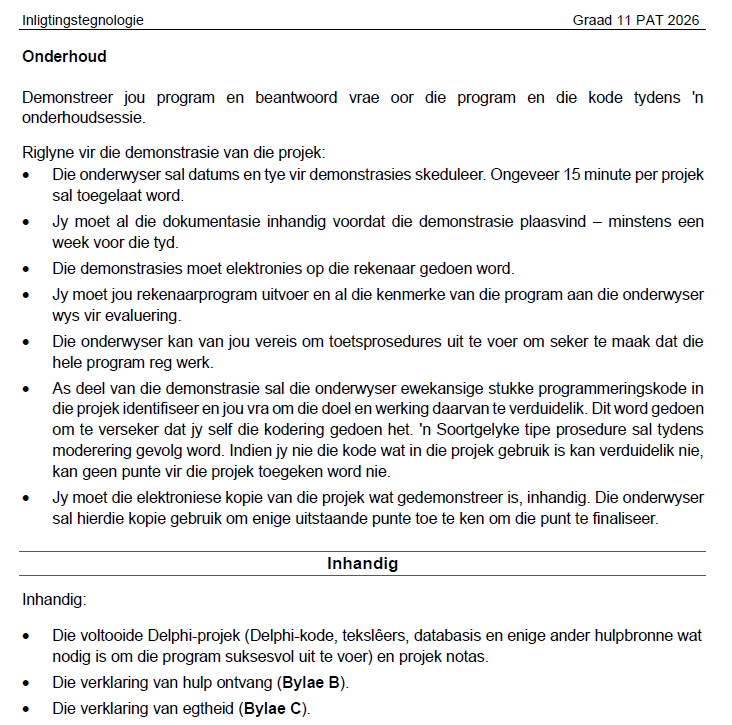 Inligtingstegnologie Graad 11 PAT 2026
Onderhoud
Demonstreer jou program en beantwoord vrae oor die program en die kode tydens 'n
onderhoudsessie.
Riglyne vir die demonstrasie van die projek:
• Die onderwyser sal datums en tye vir demonstrasies skeduleer. Ongeveer 15 minute per projek
sal toegelaat word.
• Jy moet al die dokumentasie inhandig voordat die demonstrasie plaasvind – minstens een
week voor die tyd.
• Die demonstrasies moet elektronies op die rekenaar gedoen word.
• Jy moet jou rekenaarprogram uitvoer en al die kenmerke van die program aan die onderwyser
wys vir evaluering.
• Die onderwyser kan van jou vereis om toetsprosedures uit te voer om seker te maak dat die
hele program reg werk.
• As deel van die demonstrasie sal die onderwyser ewekansige stukke programmeringskode in
die projek identifiseer en jou vra om die doel en werking daarvan te verduidelik. Dit word gedoen
om te verseker dat jy self die kodering gedoen het. 'n Soortgelyke tipe prosedure sal tydens
moderering gevolg word. Indien jy nie die kode wat in die projek gebruik is kan verduidelik nie,
kan geen punte vir die projek toegeken word nie.
• Jy moet die elektroniese kopie van die projek wat gedemonstreer is, inhandig. Die onderwyser
sal hierdie kopie gebruik om enige uitstaande punte toe te ken om die punt te finaliseer.
Inhandig
Inhandig:
• Die voltooide Delphi-projek (Delphi-kode, tekslêers, databasis en enige ander hulpbronne wat
nodig is om die program suksesvol uit te voer) en projek notas.
• Die verklaring van hulp ontvang (Bylae B).
• Die verklaring van egtheid (Bylae C).